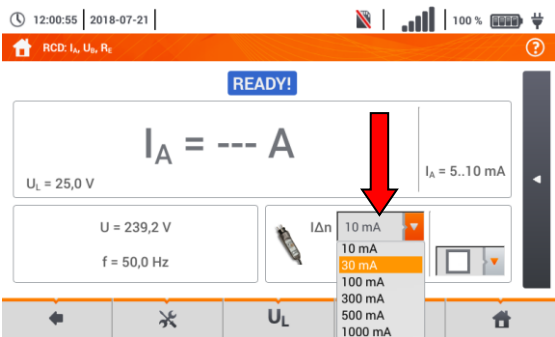 12:00:55 2018-07-21 100 %
RCD: IA, UB, RE ?
READY!
IA = --- A
IA = 5..10 mA
UL = 25,0 V
U = 239,2 V
f = 50,0 Hz
IΔn 10 mA
10 mA
30 mA
100 mA
300 mA
500 mA
1000 mA
UL